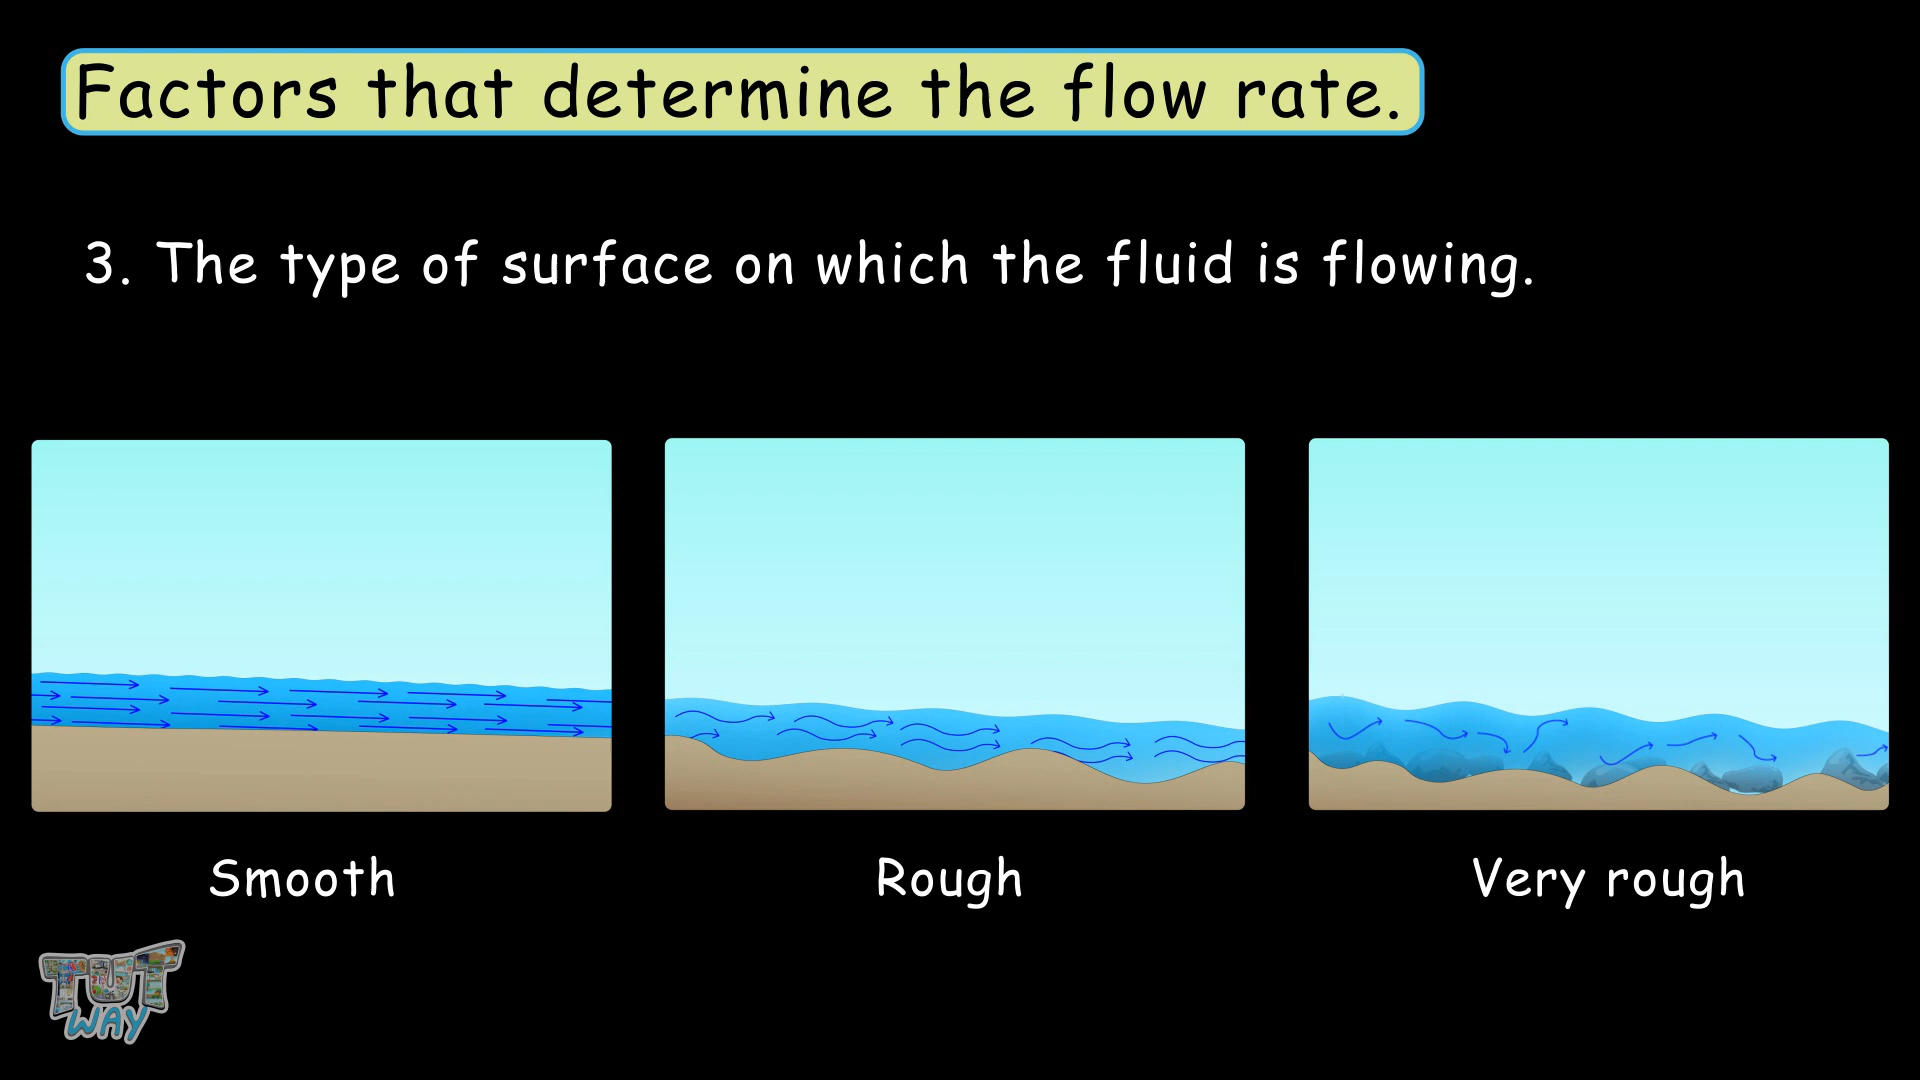 Factors that determine the flow rate.
3. The type of surface on which the fluid is flowing.
Smooth
Rough
Very rough
TUT
WAY